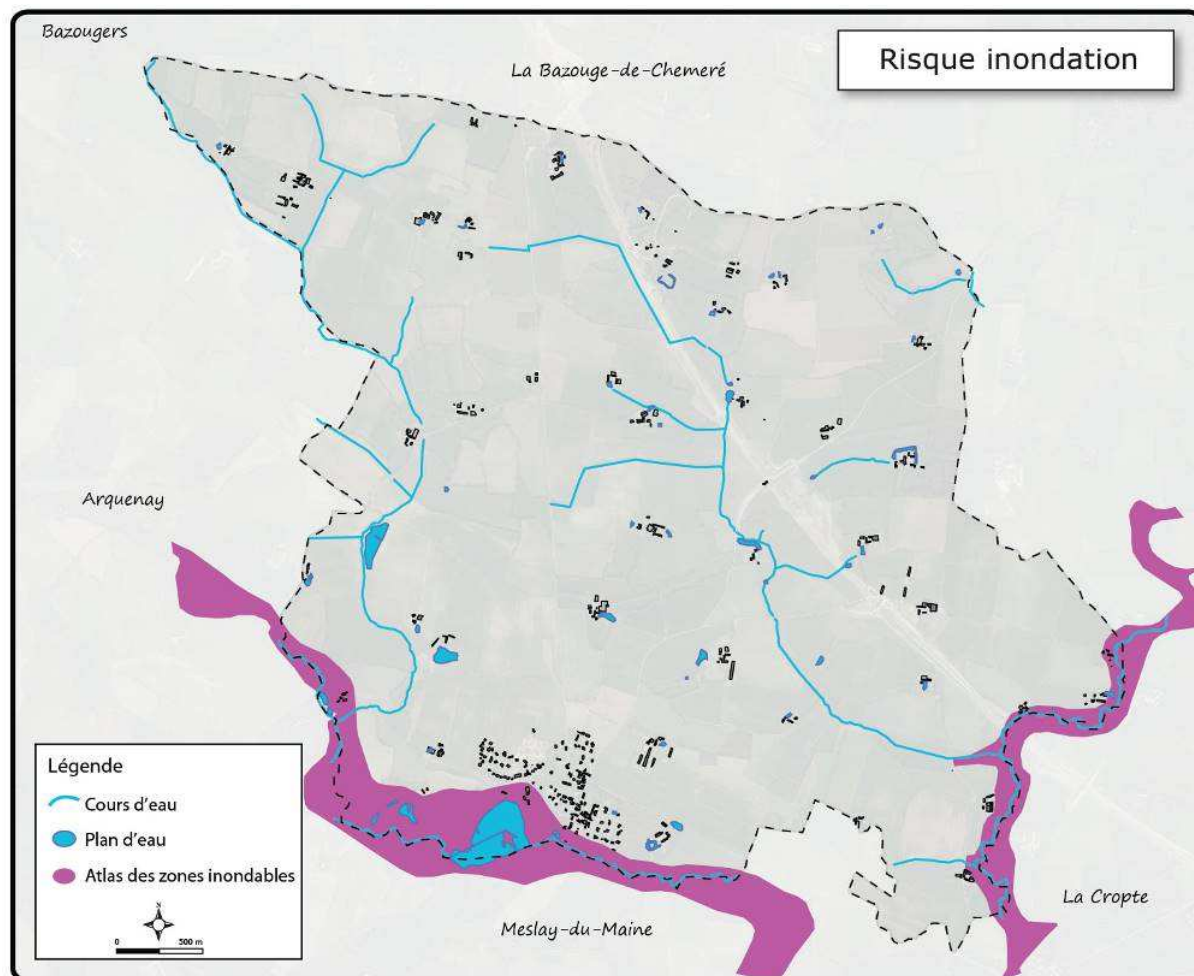 Bazougers
La Bazouge-de-Chemeré
Risque inondation
Arquenay
Légende
Cours d'eau
Plan d'eau
Atlas des zones inondables
N
0 500 m
Meslay-du-Maine
La Cropte